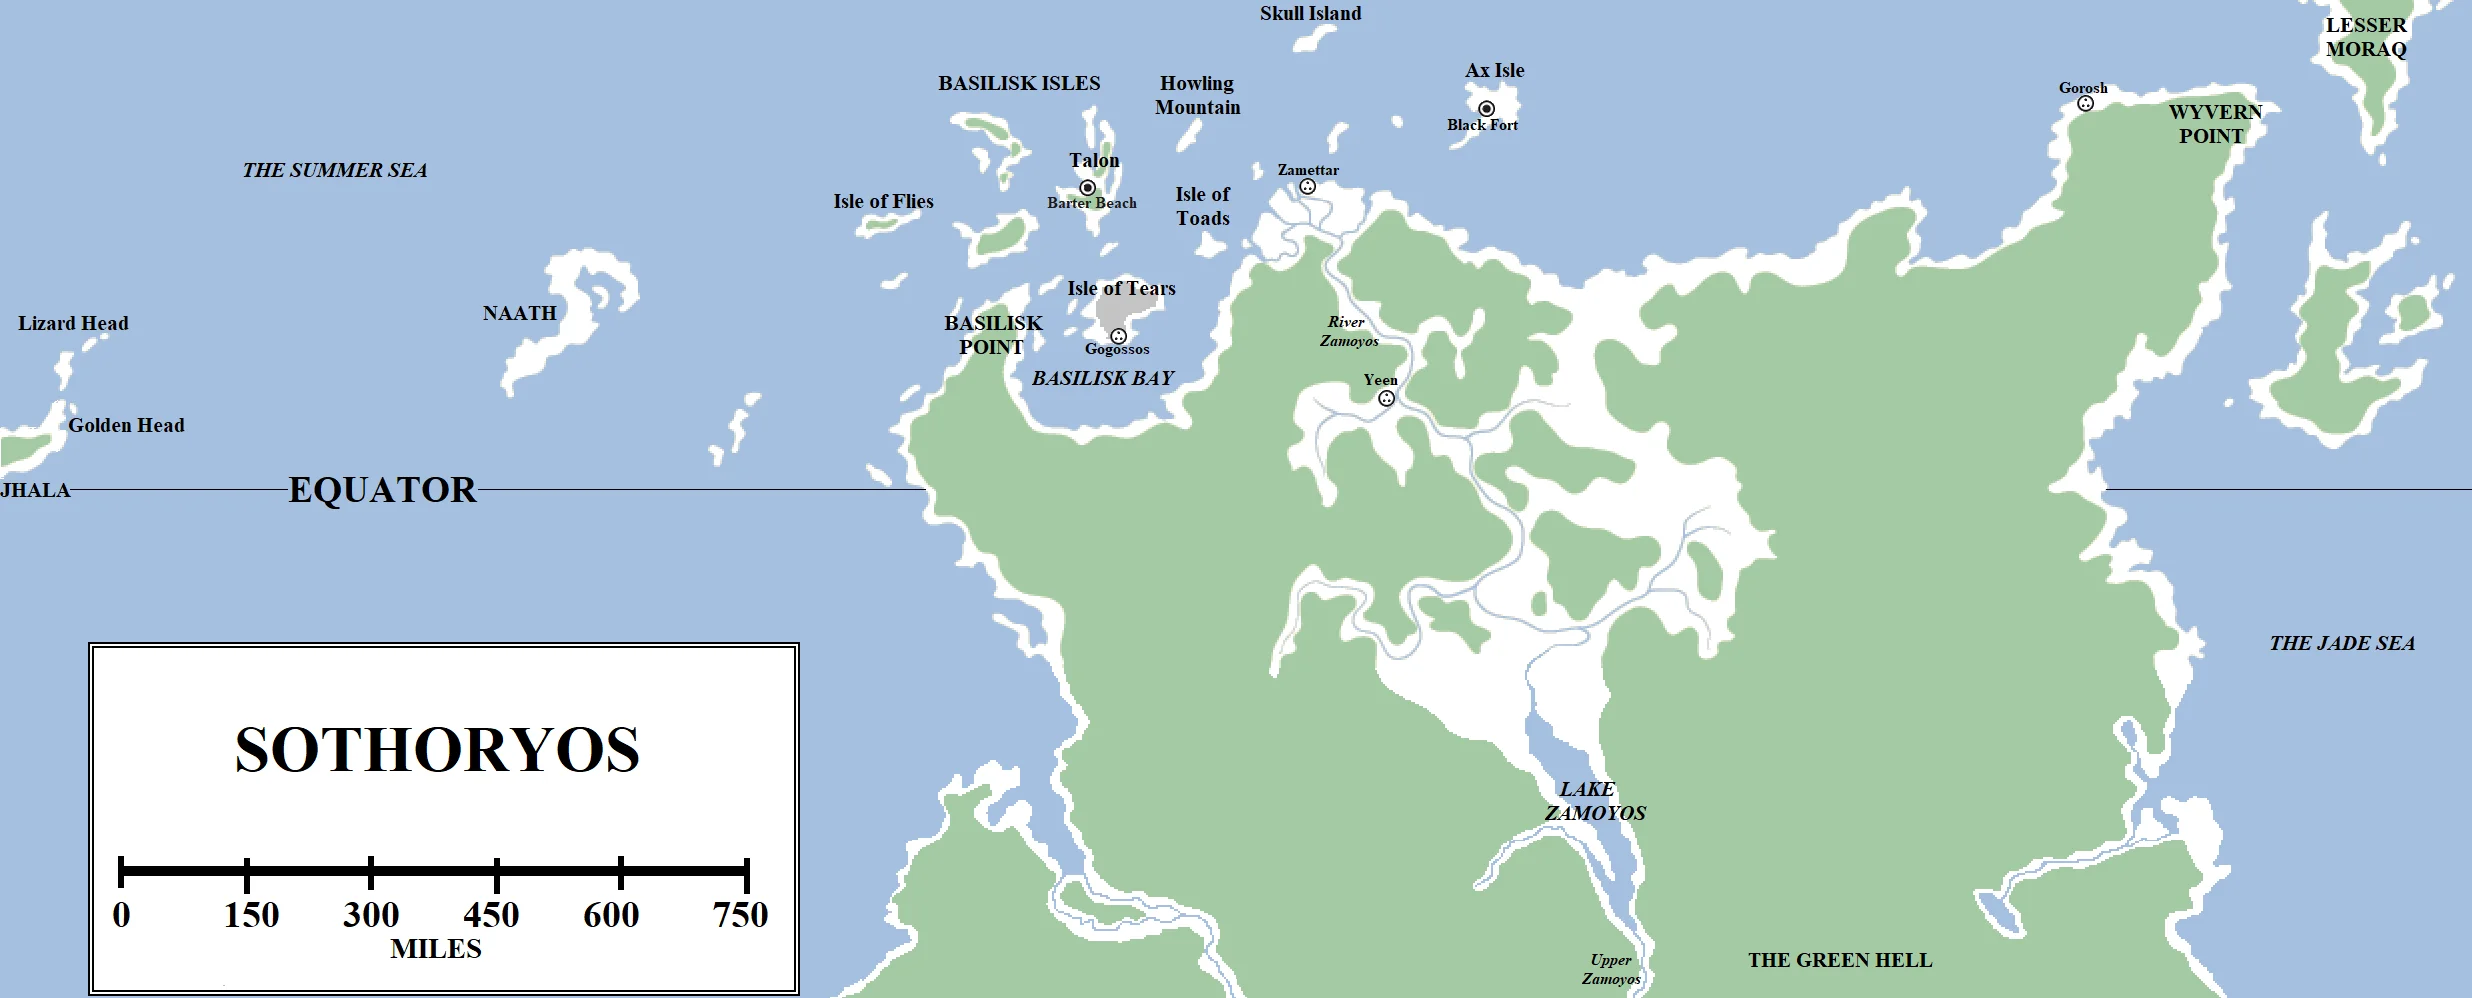 Skull Island
LESSER
MORAQ
BASILISK ISLES
Howling
Mountain
Ax Isle
Black Fort
Gorosh
WYVERN
POINT
THE SUMMER SEA
Talon
Barter Beach
Zamettar
Isle of Flies
Isle of
Toads
NAATH
Isle of Tears
Gogossos
Lizard Head
BASILISK
POINT
River
Zamoyos
BASILISK BAY
Yeen
Golden Head
JHALA
EQUATOR
THE JADE SEA
SOTHORYOS
LAKE
ZAMOYOS
0 150 300 450 600 750
MILES
Upper
Zamoyos
THE GREEN HELL